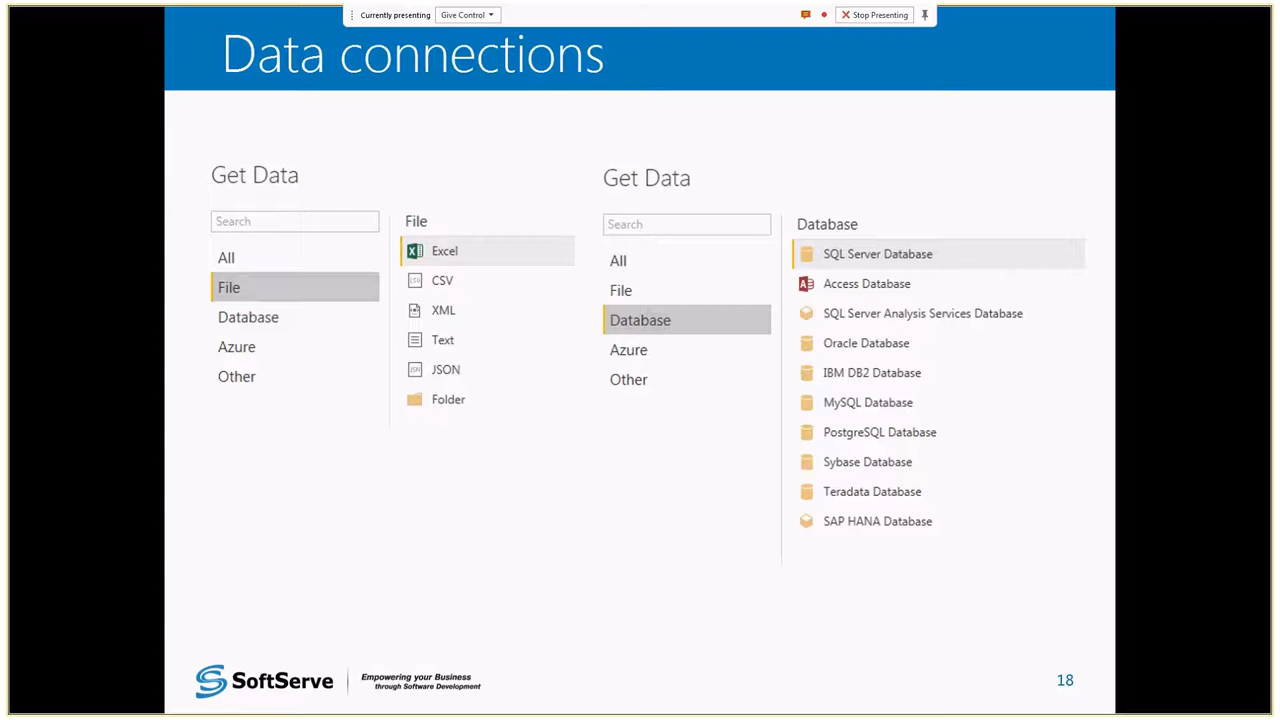 Currently presenting
Give Control
Stop Presenting
Data connections
Get Data
Search
All
File
Database
Azure
Other
File
Excel
CSV
XML
Text
JSON
Folder
Get Data
Search
All
File
Database
Azure
Other
Database
SQL Server Database
Access Database
SQL Server Analysis Services Database
Oracle Database
IBM DB2 Database
MySQL Database
PostgreSQL Database
Sybase Database
Teradata Database
SAP HANA Database
SoftServe
Empowering your Business
through Software Development
18